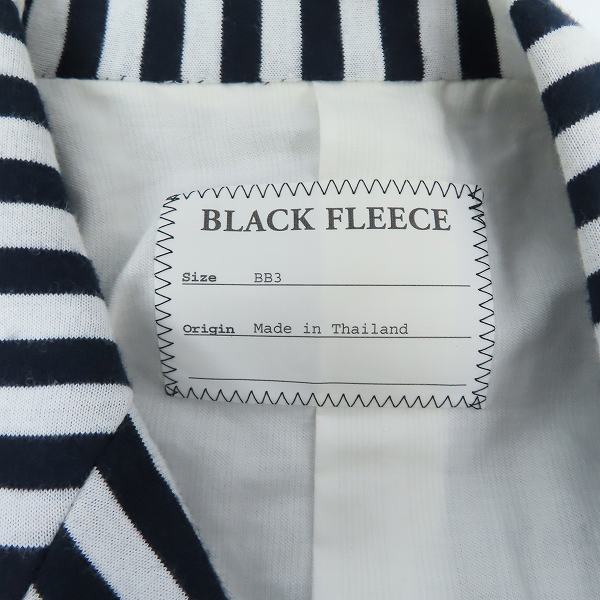 BLACK FLEECE
Size BB3
Origin Made in Thailand